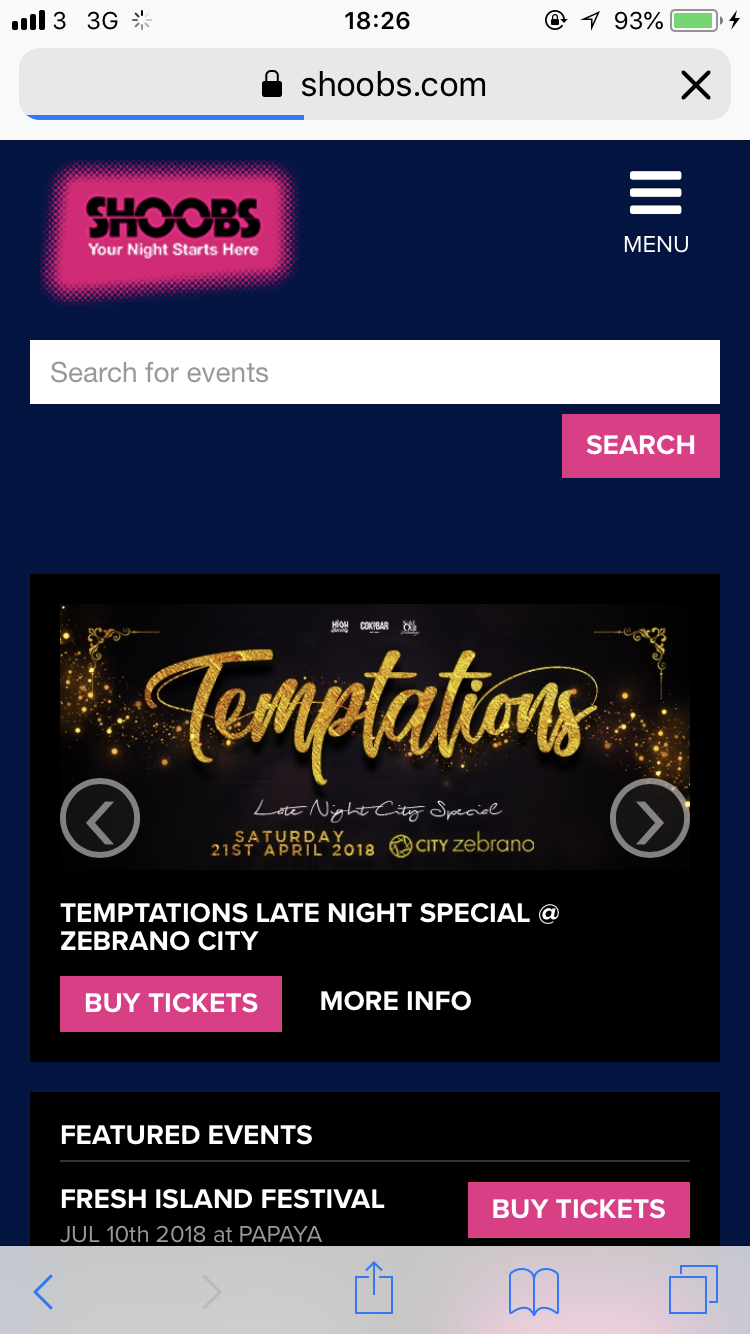 3 3G 18:26 93%
shoobs.com
SHOOBS
Your Night Starts Here
MENU
Search for events
SEARCH
HIGH COKOBAR
Temptations
Late Night City Special
SATURDAY
21ST APRIL 2018 CITY zebrano
TEMPTATIONS LATE NIGHT SPECIAL @
ZEBRANO CITY
BUY TICKETS MORE INFO
FEATURED EVENTS
FRESH ISLAND FESTIVAL BUY TICKETS
JUL 10th 2018 at PAPAYA